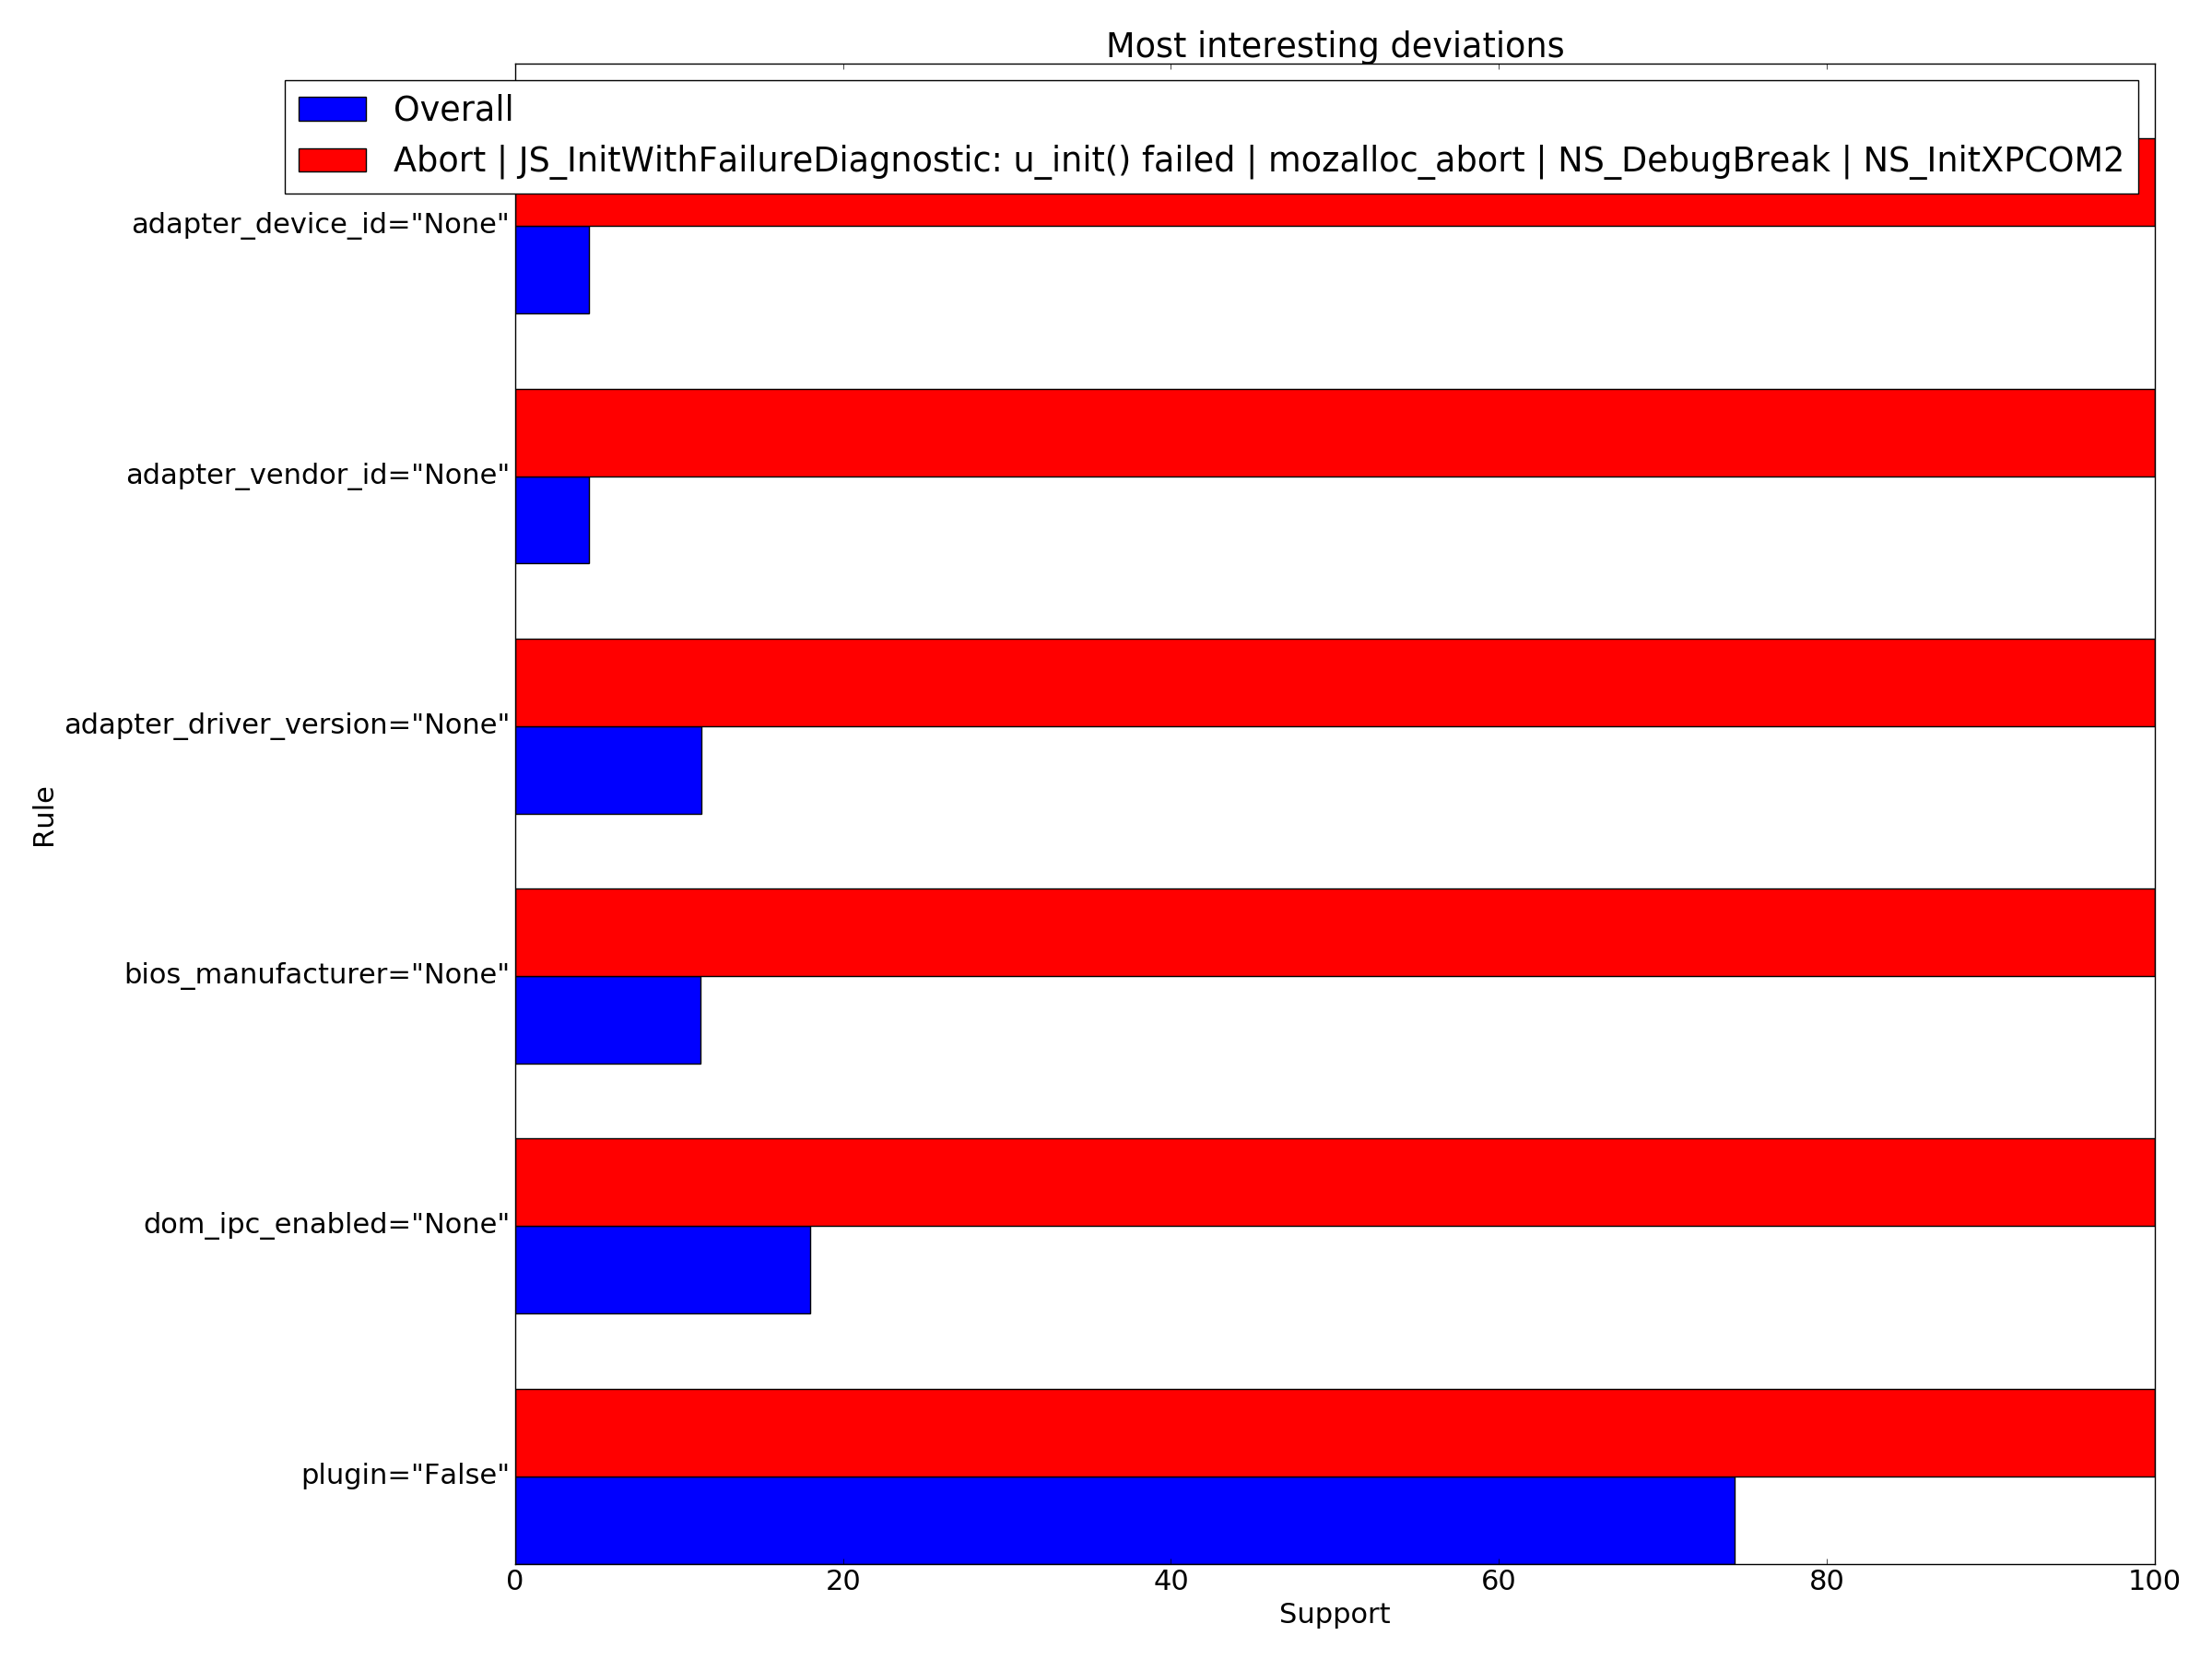 Most interesting deviations
Overall
Abort | JS_InitWithFailureDiagnostic: u_init() failed | mozalloc_abort | NS_DebugBreak | NS_InitXPCOM2
adapter_device_id="None"
adapter_vendor_id="None"
adapter_driver_version="None"
Rule
bios_manufacturer="None"
dom_ipc_enabled="None"
plugin="False"
0 20 40 60 80 100
Support